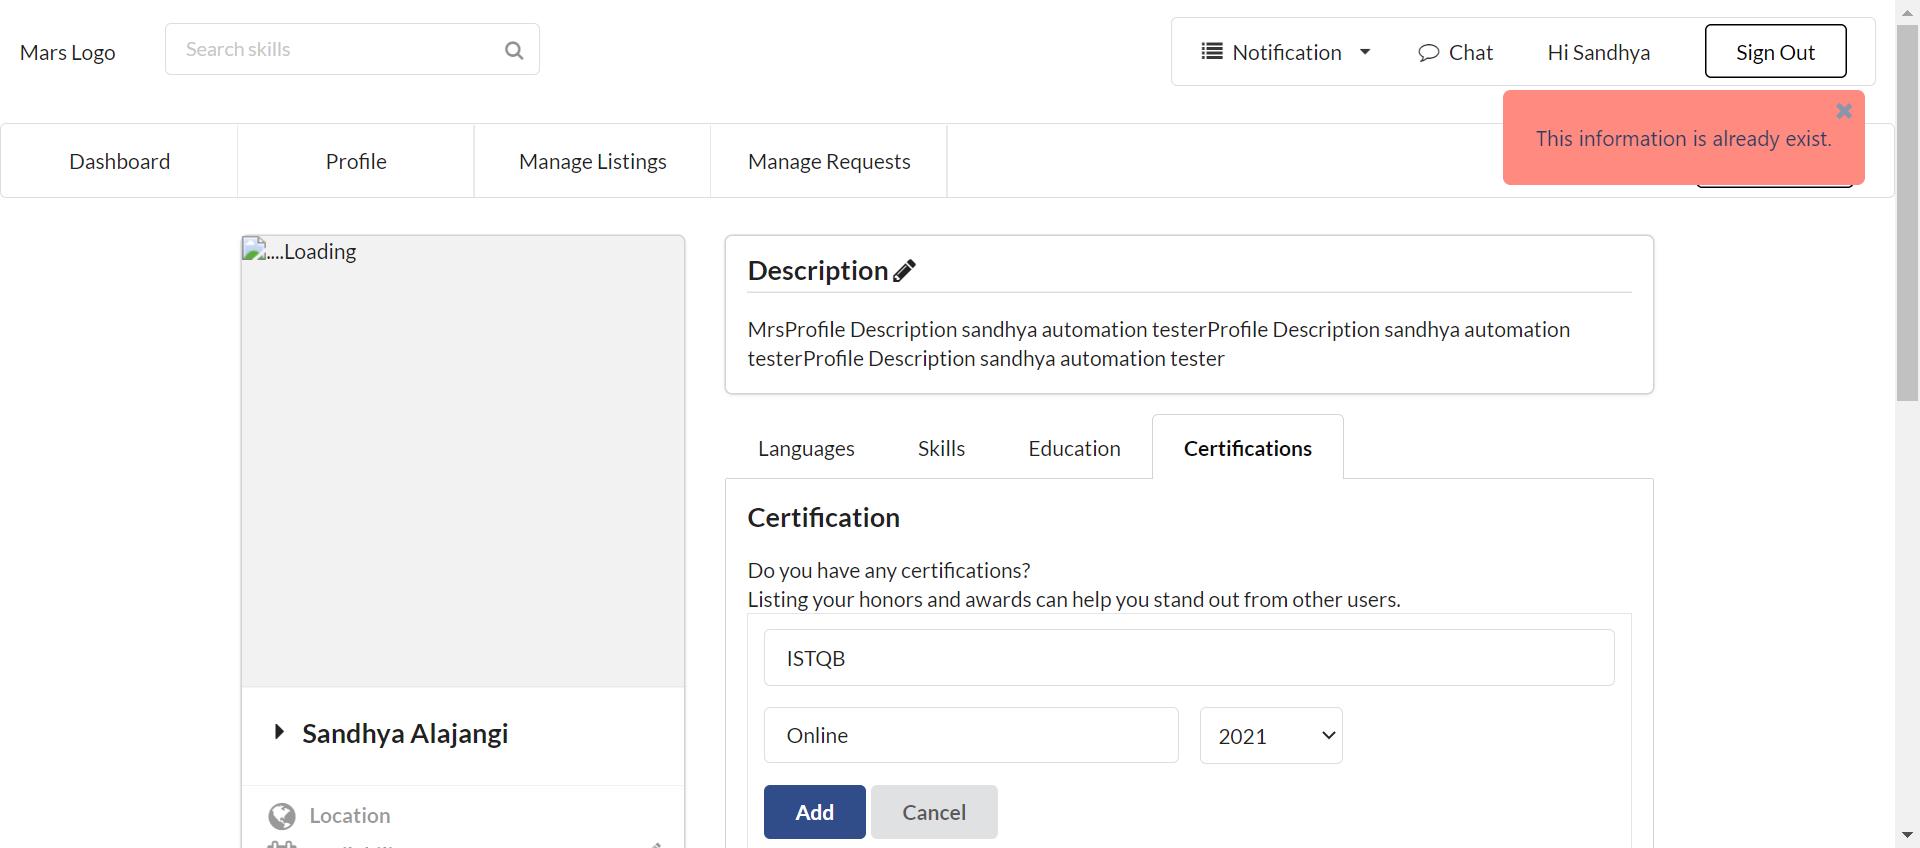 Mars Logo
Search skills
Notification
Chat
Hi Sandhya
Sign Out
This information is already exist.
Dashboard
Profile
Manage Listings
Manage Requests
....Loading
Description
MrsProfile Description sandhya automation testerProfile Description sandhya automation
testerProfile Description sandhya automation tester
Languages
Skills
Education
Certifications
Certification
Do you have any certifications?
Listing your honors and awards can help you stand out from other users.
ISTQB
Online
2021
Add
Cancel
Sandhya Alajangi
Location